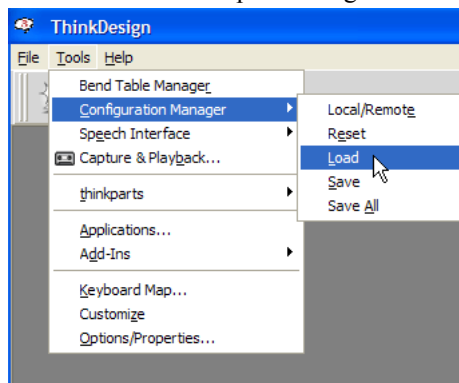 ThinkDesign
File Tools Help
Bend Table Manager
Configuration Manager
Speech Interface
Capture & Playback...
thinkparts
Applications...
Add-Ins
Keyboard Map...
Customize
Options/Properties...
Local/Remote
Reset
Load
Save
Save All